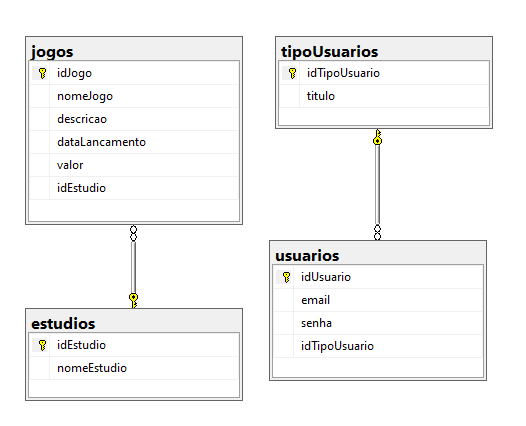 jogos
idJogo
nomeJogo
descricao
dataLancamento
valor
idEstudio
tipoUsuarios
idTipoUsuario
titulo
estudios
idEstudio
nomeEstudio
usuarios
idUsuario
email
senha
idTipoUsuario